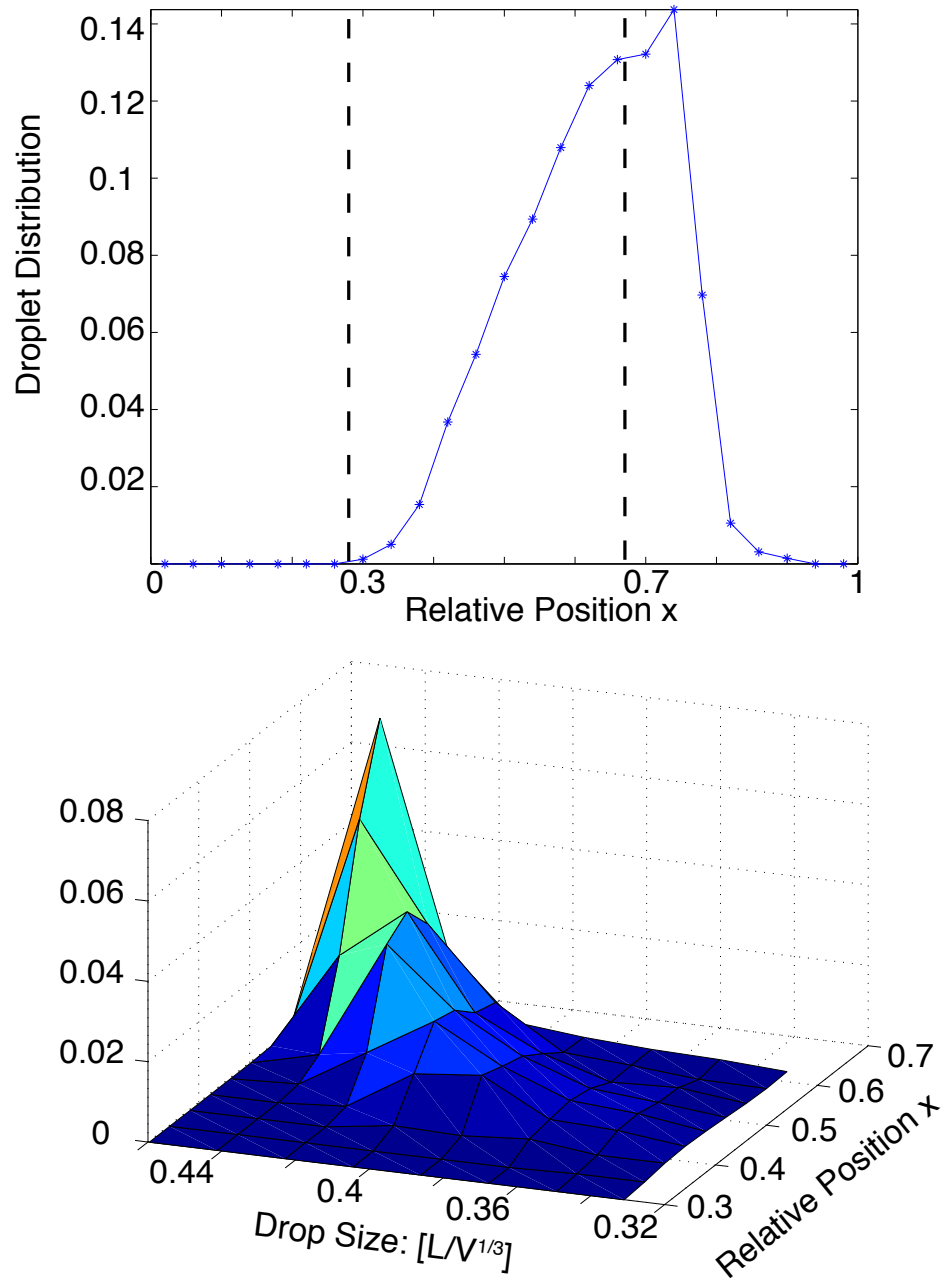 0.14
0.12
0.1
0.08
0.06
0.04
0.02
Droplet Distribution
0 0.3 0.7 1
Relative Position x
0.08
0.06
0.04
0.02
0
0.44 0.4 0.36 0.32
Drop Size: [L/V^{1/3}]
0.3 0.4 0.5 0.6 0.7
Relative Position x